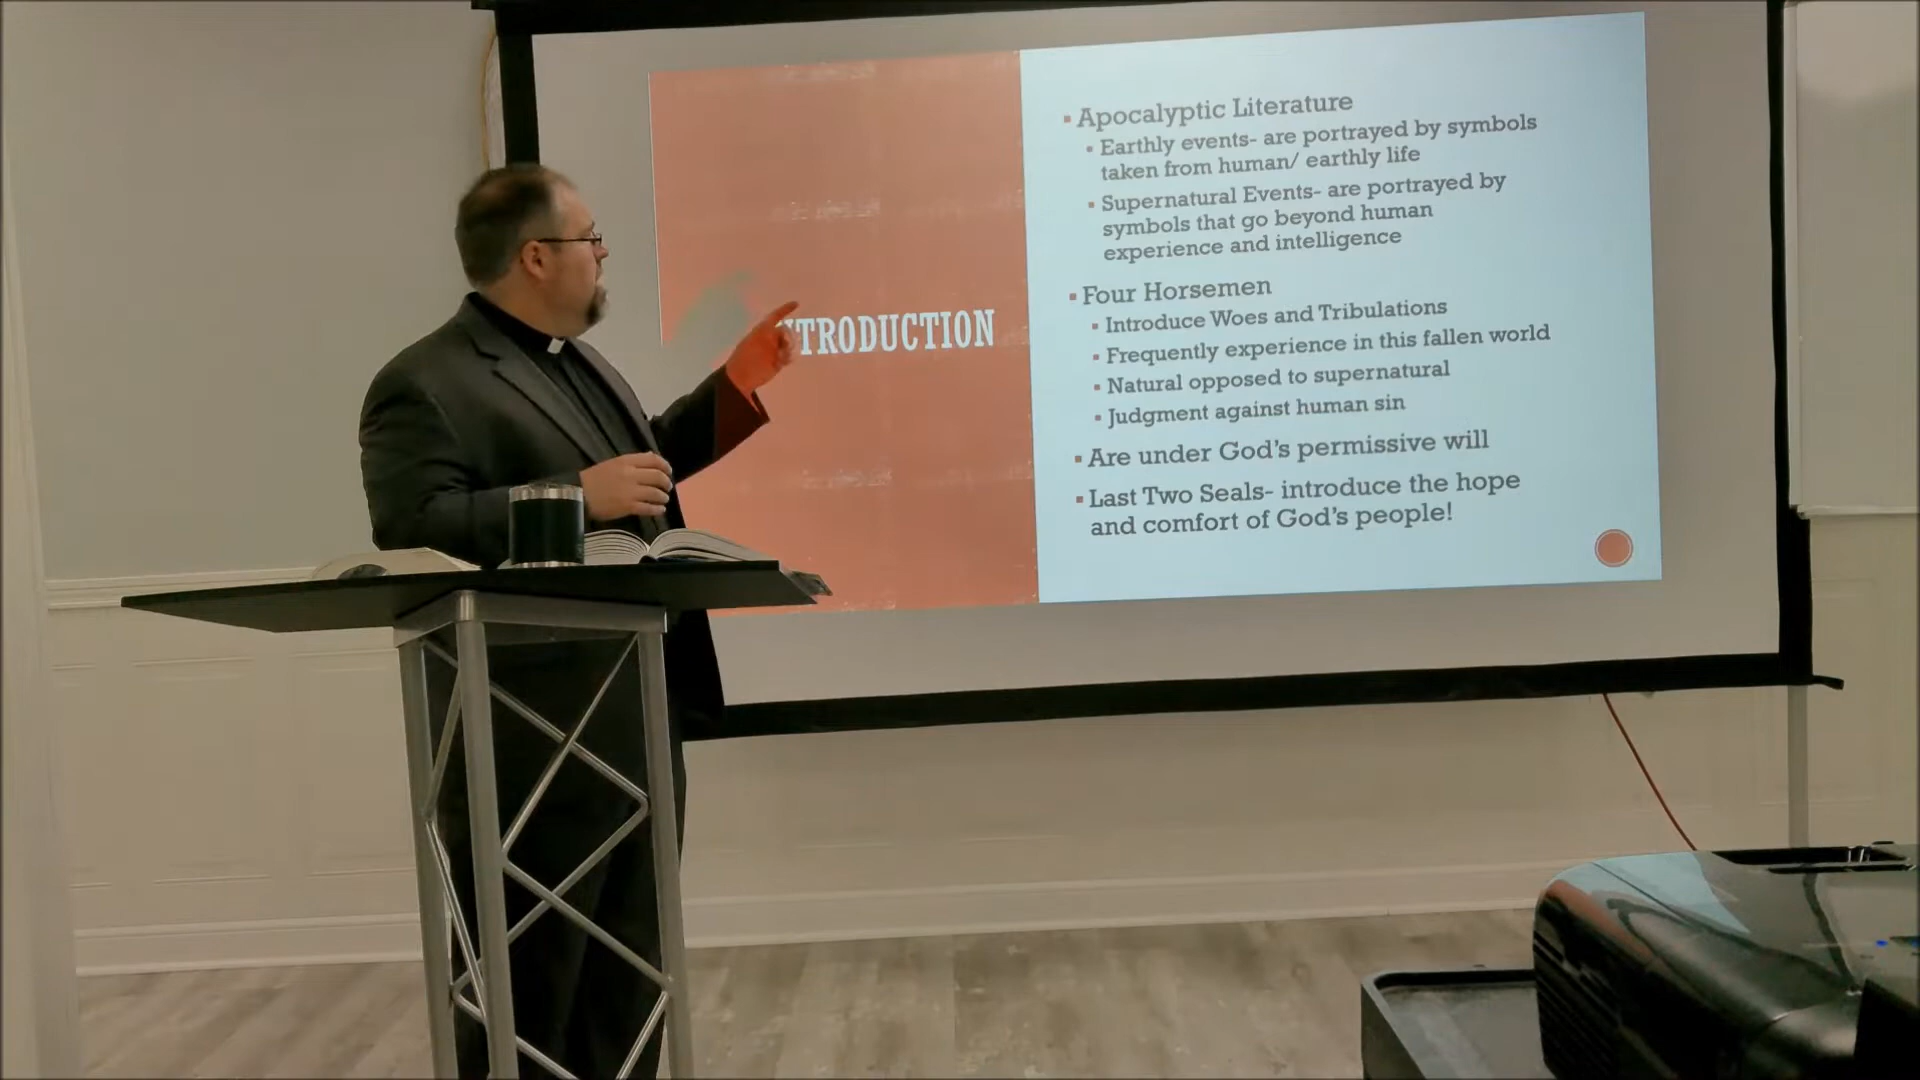 INTRODUCTION
Apocalyptic Literature
Earthly events- are portrayed by symbols
taken from human/ earthly life
Supernatural Events- are portrayed by
symbols that go beyond human
experience and intelligence
Four Horsemen
Introduce Woes and Tribulations
Frequently experience in this fallen world
Natural opposed to supernatural
Judgment against human sin
Are under God's permissive will
Last Two Seals- introduce the hope
and comfort of God's people!